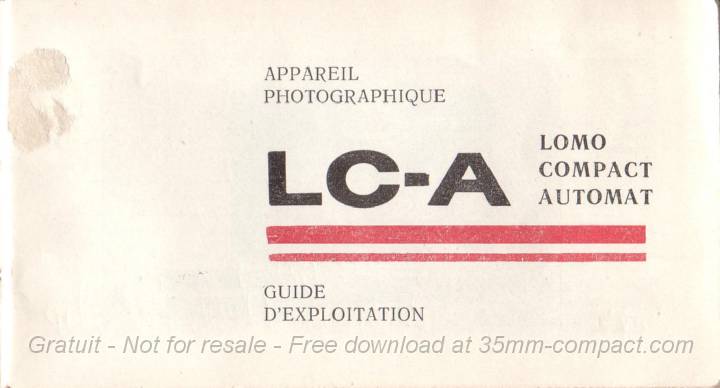 APPAREIL
PHOTOGRAPHIQUE
LC-A
LOMO
COMPACT
AUTOMAT
GUIDE
D'EXPLOITATION
Gratuit - Not for resale - Free download at 35mm-compact.com